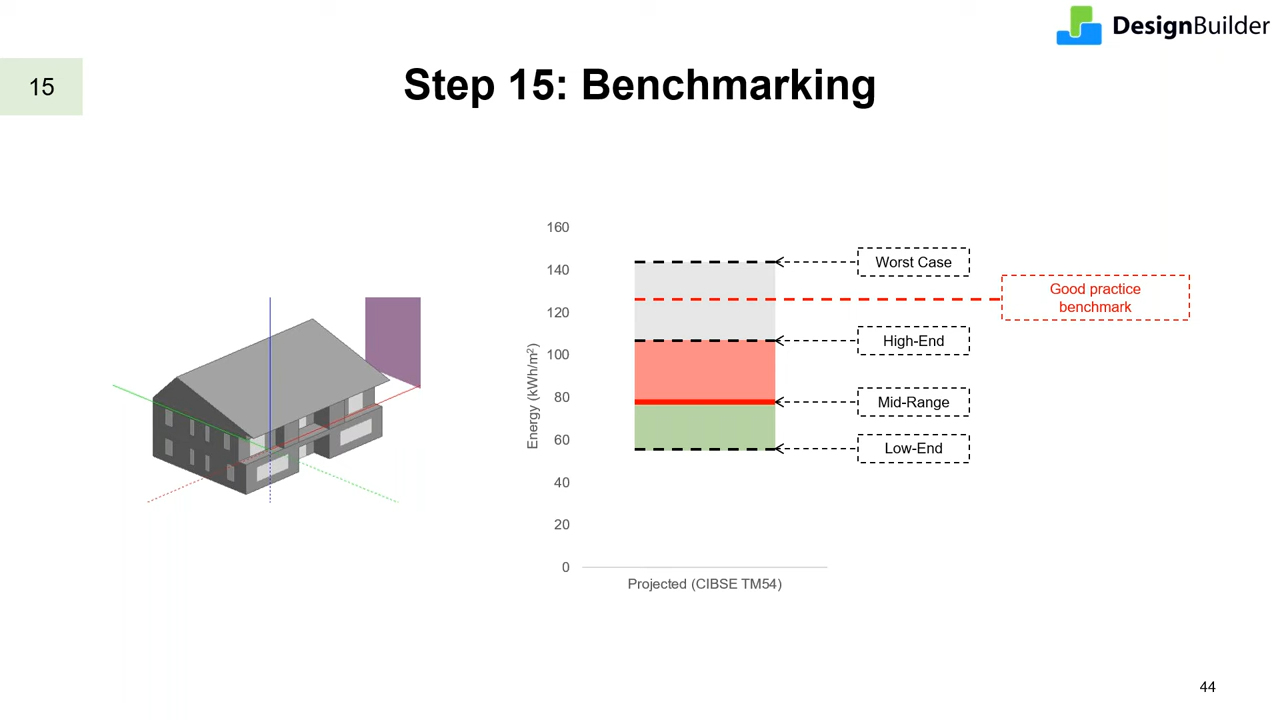 DesignBuilder
15
Step 15: Benchmarking
160
140
120
100
80
60
40
20
0
Energy (kWh/m²)
Projected (CIBSE TM54)
Worst Case
Good practice
benchmark
High-End
Mid-Range
Low-End
44